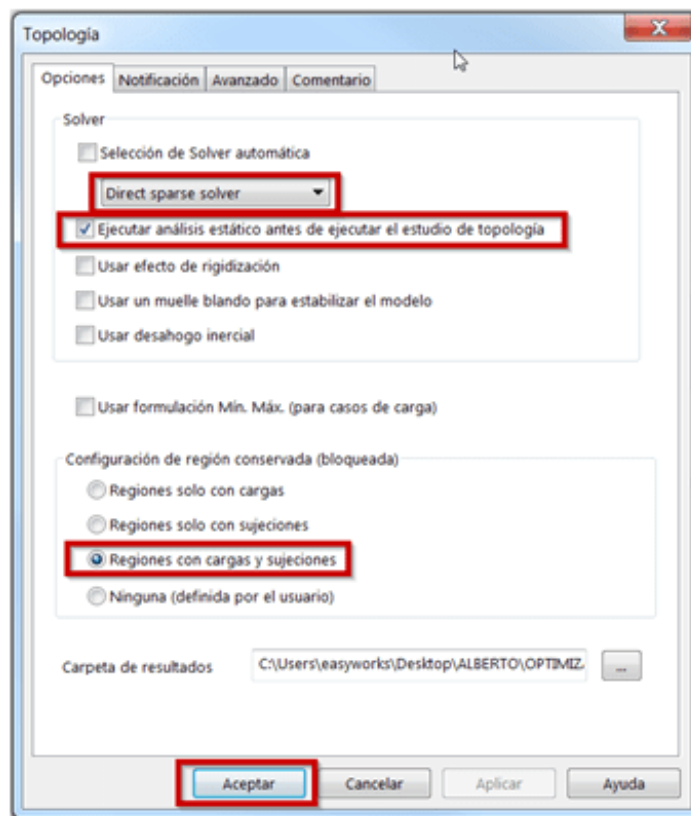 Topología
Opciones Notificación Avanzado Comentario
Solver
Selección de Solver automática
Direct sparse solver
Ejecutar análisis estático antes de ejecutar el estudio de topología
Usar efecto de rigidización
Usar un muelle blando para estabilizar el modelo
Usar desahogo inercial
Usar formulación Mín. Máx. (para casos de carga)
Configuración de región conservada (bloqueada)
Regiones solo con cargas
Regiones solo con sujeciones
Regiones con cargas y sujeciones
Ninguna (definida por el usuario)
Carpeta de resultados C:\Users\easyworks\Desktop\ALBERTO\OPTIMIZ. ...
Aceptar Cancelar Aplicar Ayuda